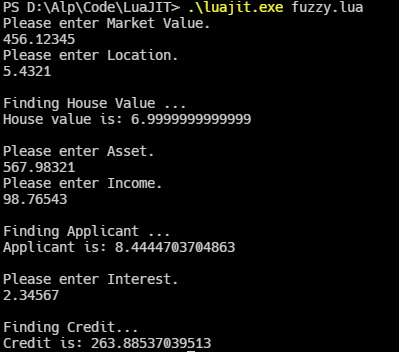 PS D:\Alp\Code\LuaJIT> .\luajit.exe fuzzy.lua
Please enter Market Value.
456.12345
Please enter Location.
5.4321
Finding House Value ...
House value is: 6.9999999999999
Please enter Asset.
567.98321
Please enter Income.
98.76543
Finding Applicant ...
Applicant is: 8.4444703704863
Please enter Interest.
2.34567
Finding Credit...
Credit is: 263.88537039513